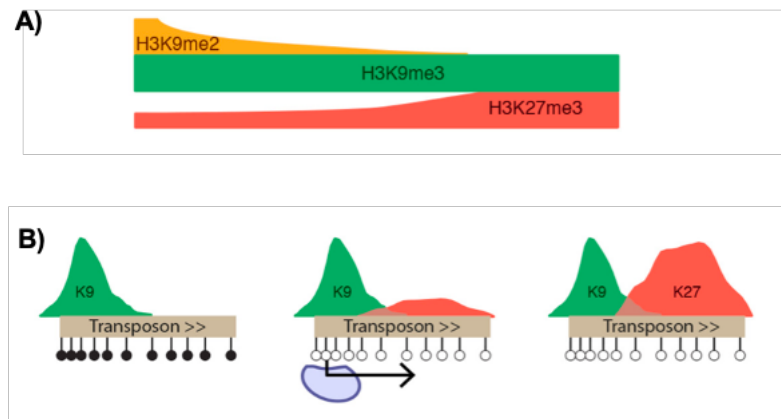 A)
H3K9me2
H3K9me3
H3K27me3
B)
K9
K9
K9
K27
Transposon >>
Transposon >>
Transposon >>